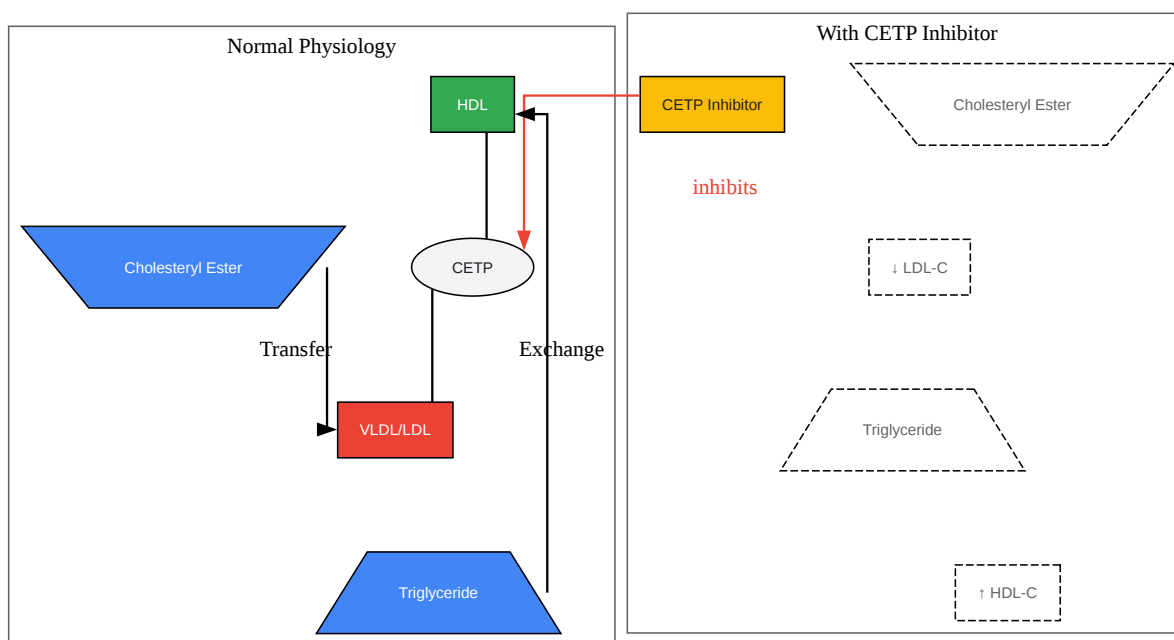 Normal Physiology
HDL
Cholesteryl Ester
CETP
Transfer
Exchange
VLDL/LDL
Triglyceride
With CETP Inhibitor
CETP Inhibitor
Cholesteryl Ester
inhibits
↓ LDL-C
Triglyceride
↑ HDL-C